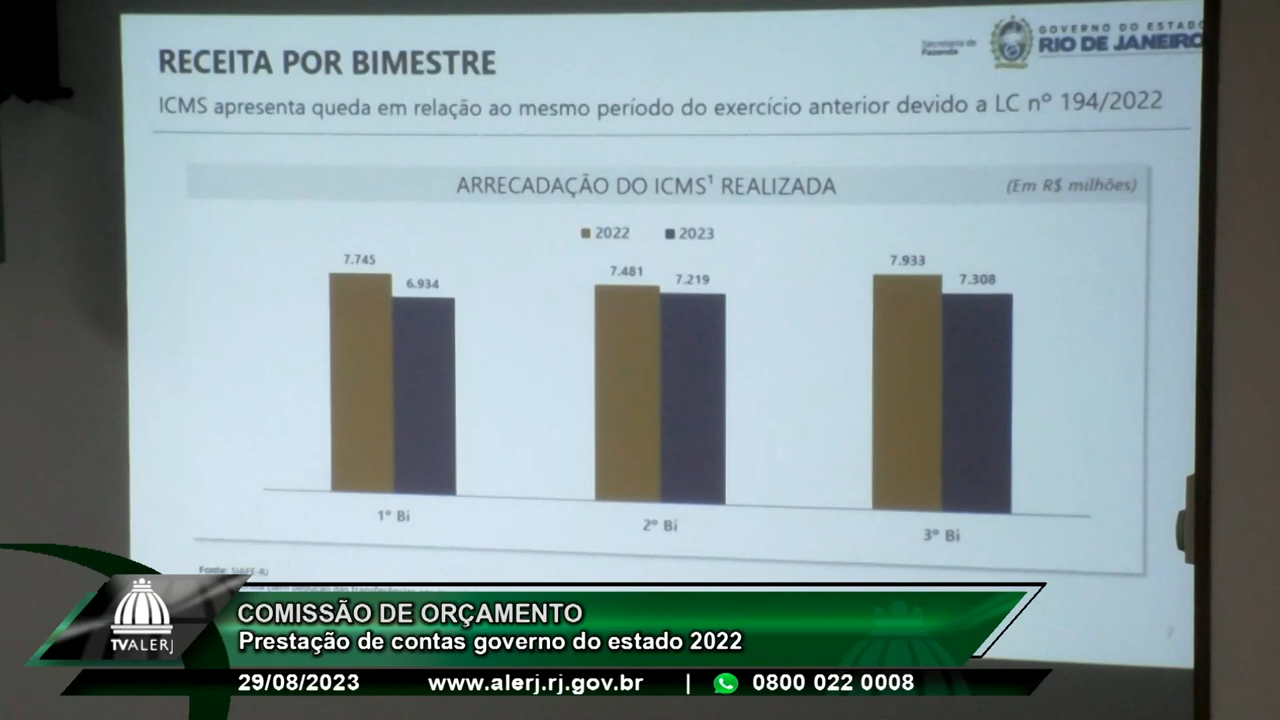 RECEITA POR BIMESTRE
Secretaria de
Fazenda
GOVERNO DO ESTADO
RIO DE JANEIRO
ICMS apresenta queda em relação ao mesmo período do exercício anterior devido a LC nº 194/2022
ARRECADAÇÃO DO ICMS¹ REALIZADA
(Em R$ milhões)
2022 2023
7.745 6.934 7.481 7.219 7.933 7.308
1º Bi 2º Bi 3º Bi
Fonte: SIAFE-RJ
7
COMISSÃO DE ORÇAMENTO
Prestação de contas governo do estado 2022
TVALERJ
29/08/2023 www.alerj.rj.gov.br | 0800 022 0008